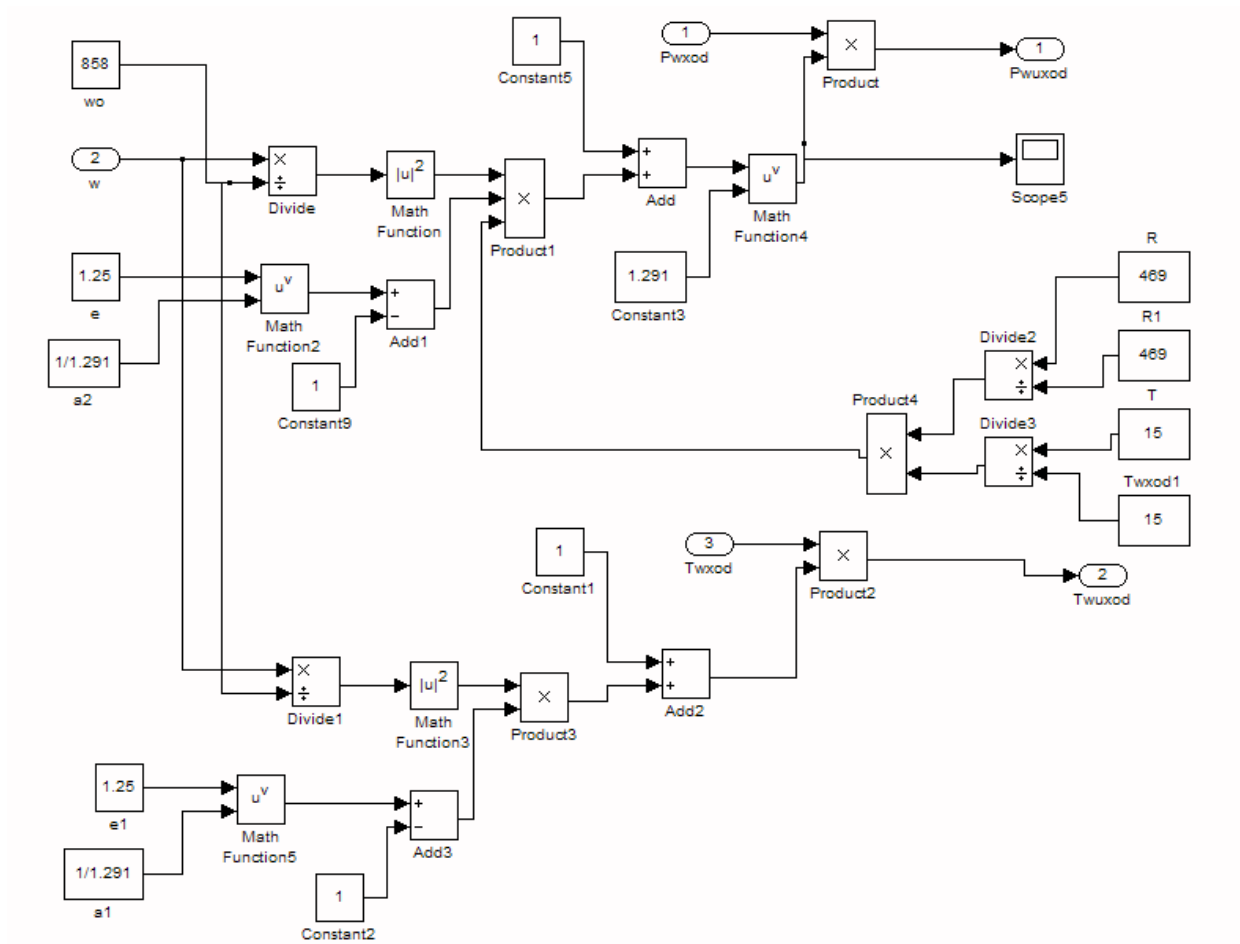 1
Constant5
1
Pwxod
×
Product
1
Pwuxod
858
wo
2
w
×
÷
Divide
|u|²
Math
Function
×
Product1
+
+
Add
uᵛ
Math
Function4
Scope5
1.25
e
uᵛ
Math
Function2
+
−
Add1
1.291
Constant3
1/1.291
a2
1
Constant9
R
469
R1
469
Divide2
×
÷
T
15
Product4
×
Divide3
×
÷
Twxod1
15
1
Constant1
3
Twxod
×
Product2
2
Twuxod
×
÷
Divide1
|u|²
Math
Function3
×
Product3
+
+
Add2
1.25
e1
uᵛ
Math
Function5
+
−
Add3
1/1.291
a1
1
Constant2